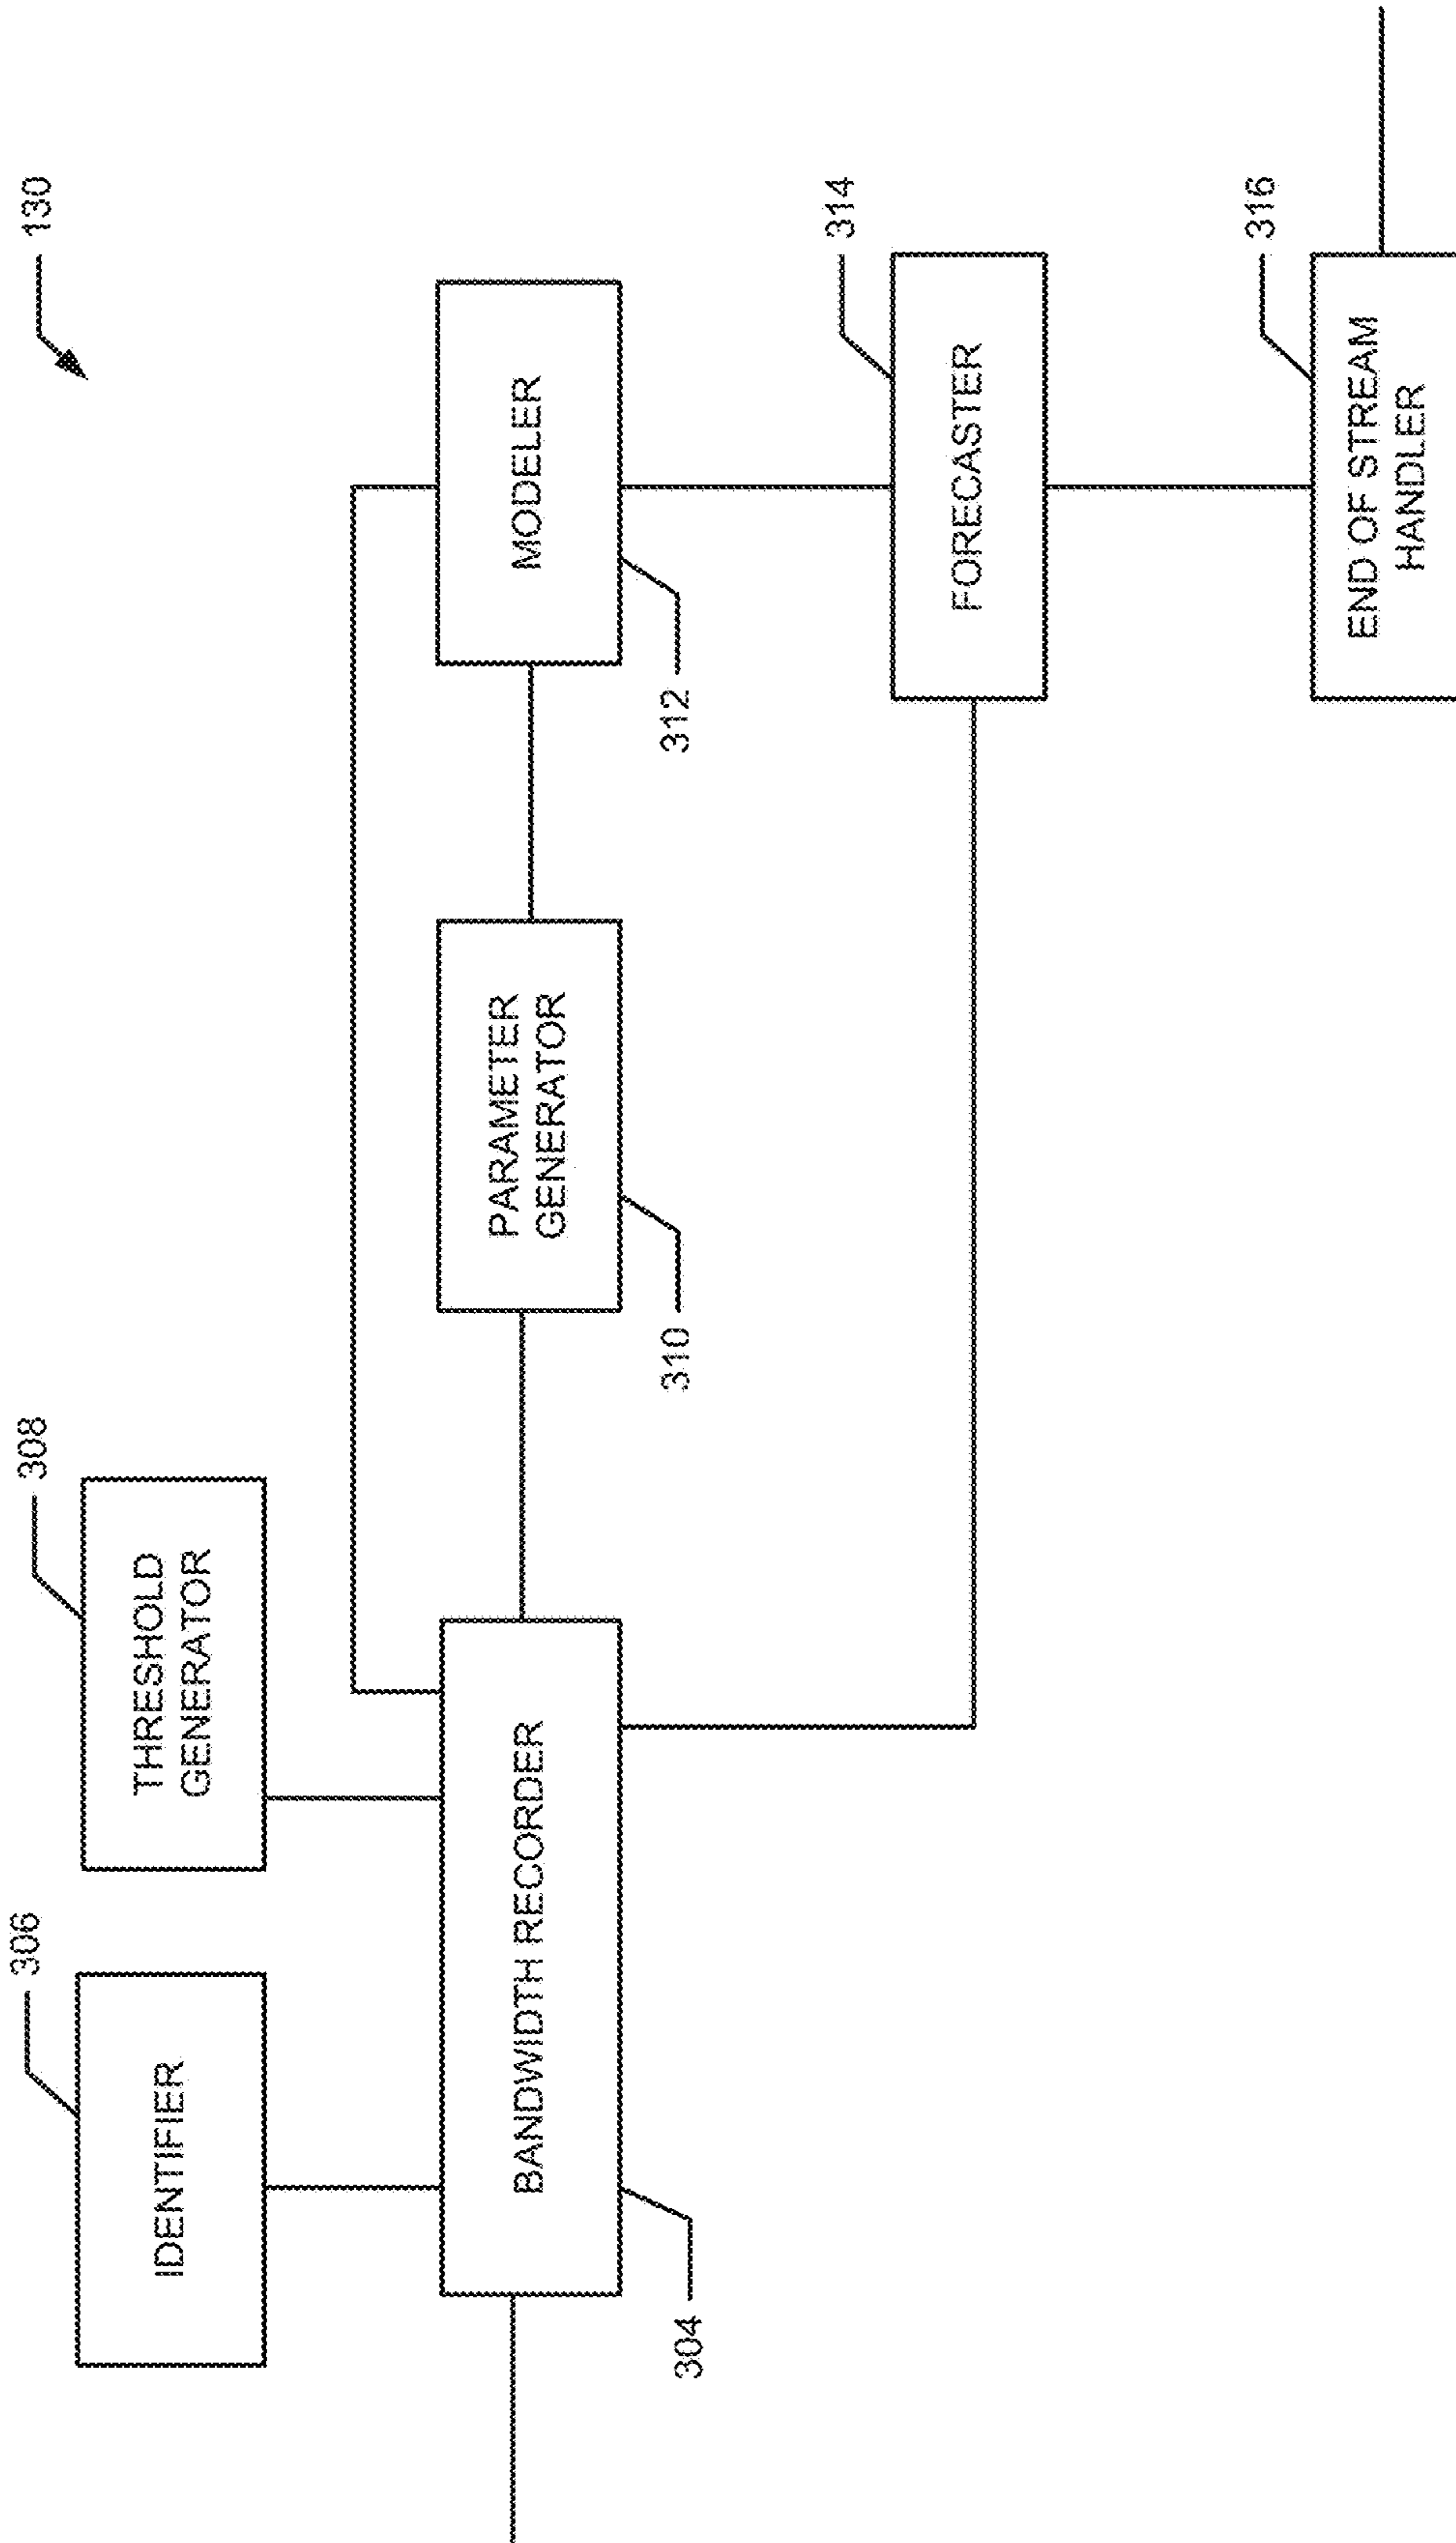 130
306
308
IDENTIFIER
THRESHOLD
GENERATOR
BANDWIDTH RECORDER
304
PARAMETER
GENERATOR
310
MODELER
312
FORECASTER
314
END OF STREAM
HANDLER
316